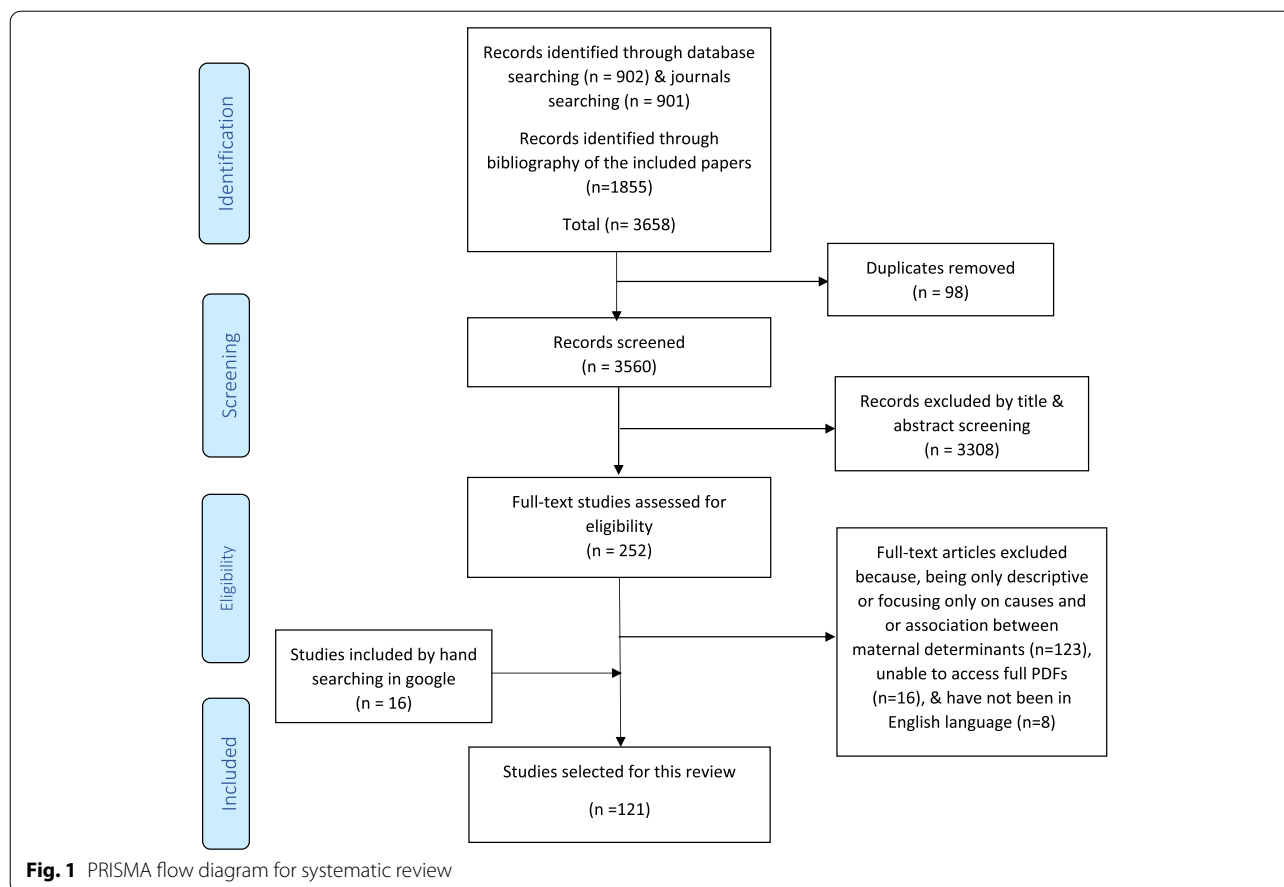 Identification
Records identified through database
searching (n = 902) & journals
searching (n = 901)
Records identified through
bibliography of the included papers
(n=1855)
Total (n= 3658)
Duplicates removed
(n = 98)
Screening
Records screened
(n = 3560)
Records excluded by title &
abstract screening
(n = 3308)
Eligibility
Full-text studies assessed for
eligibility
(n = 252)
Full-text articles excluded
because, being only descriptive
or focusing only on causes and
or association between
maternal determinants (n=123),
unable to access full PDFs
(n=16), & have not been in
English language (n=8)
Studies included by hand
searching in google
(n = 16)
Included
Studies selected for this review
(n =121)
Fig. 1 PRISMA flow diagram for systematic review